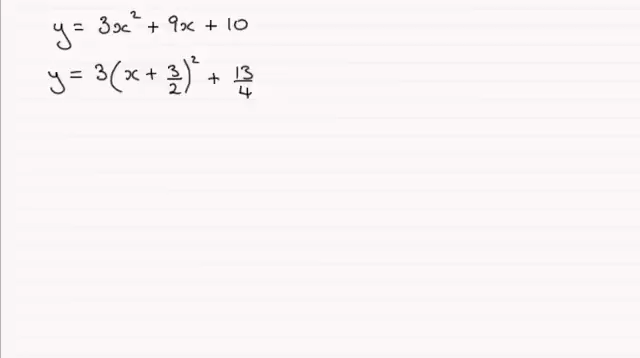 y = 3x² + 9x + 10
y = 3(x + 3/2)² + 13/4